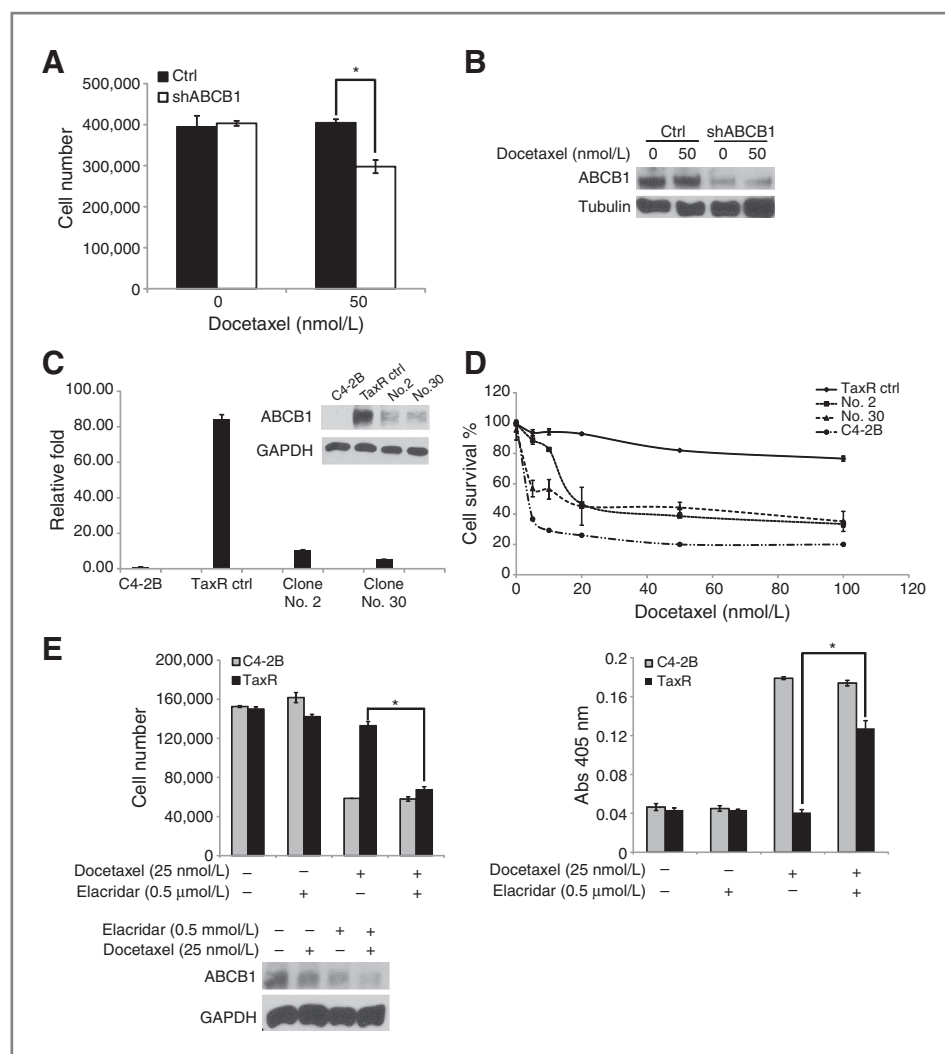 A
Ctrl
shABCB1
*
500,000
400,000
300,000
200,000
100,000
0
Cell number
0 50
Docetaxel (nmol/L)
B
Ctrl shABCB1
Docetaxel (nmol/L) 0 50 0 50
ABCB1
Tubulin
C
100.00
80.00
60.00
40.00
20.00
0.00
Relative fold
C4-2B TaxR ctrl No.2 No.30
ABCB1
GAPDH
C4-2B TaxR ctrl Clone No. 2 Clone No. 30
D
TaxR ctrl
No. 2
No. 30
C4-2B
120
100
80
60
40
20
0
Cell survival %
0 20 40 60 80 100 120
Docetaxel (nmol/L)
E
200,000
160,000
120,000
80,000
40,000
0
Cell number
C4-2B
TaxR
*
Docetaxel (25 nmol/L) – – + +
Elacridar (0.5 μmol/L) – + – +
0.2
0.16
0.12
0.08
0.04
0
Abs 405 nm
C4-2B
TaxR
*
Docetaxel (25 nmol/L) – – + +
Elacridar (0.5 μmol/L) – + – +
Elacridar (0.5 mmol/L) – – + +
Docetaxel (25 nmol/L) – + – +
ABCB1
GAPDH